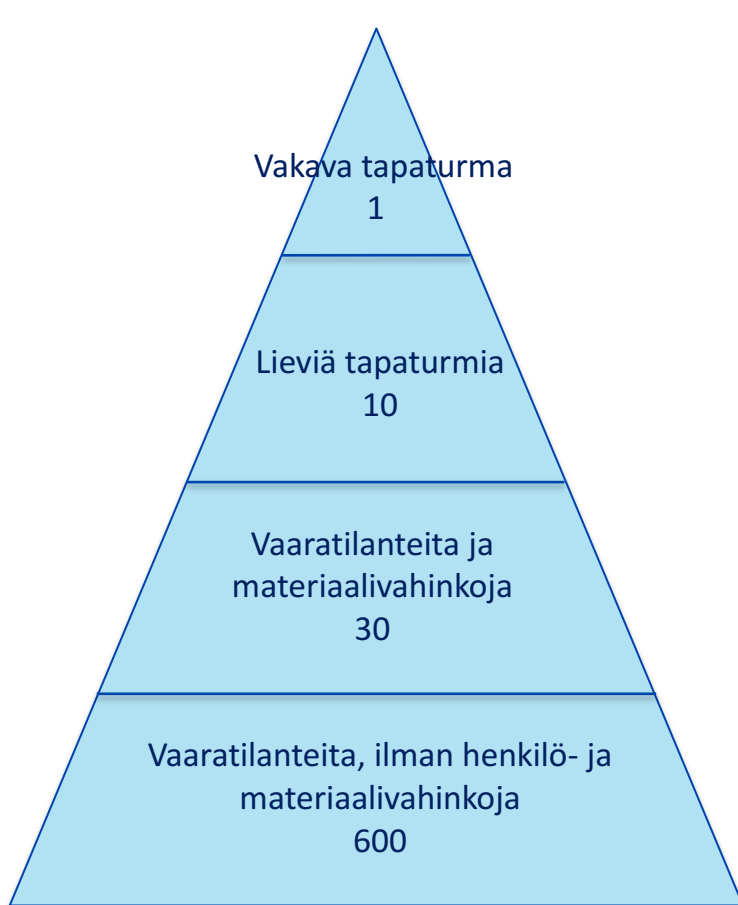 Vakava tapaturma
1
Lieviä tapaturmia
10
Vaaratilanteita ja
materiaalivahinkoja
30
Vaaratilanteita, ilman henkilö- ja
materiaalivahinkoja
600